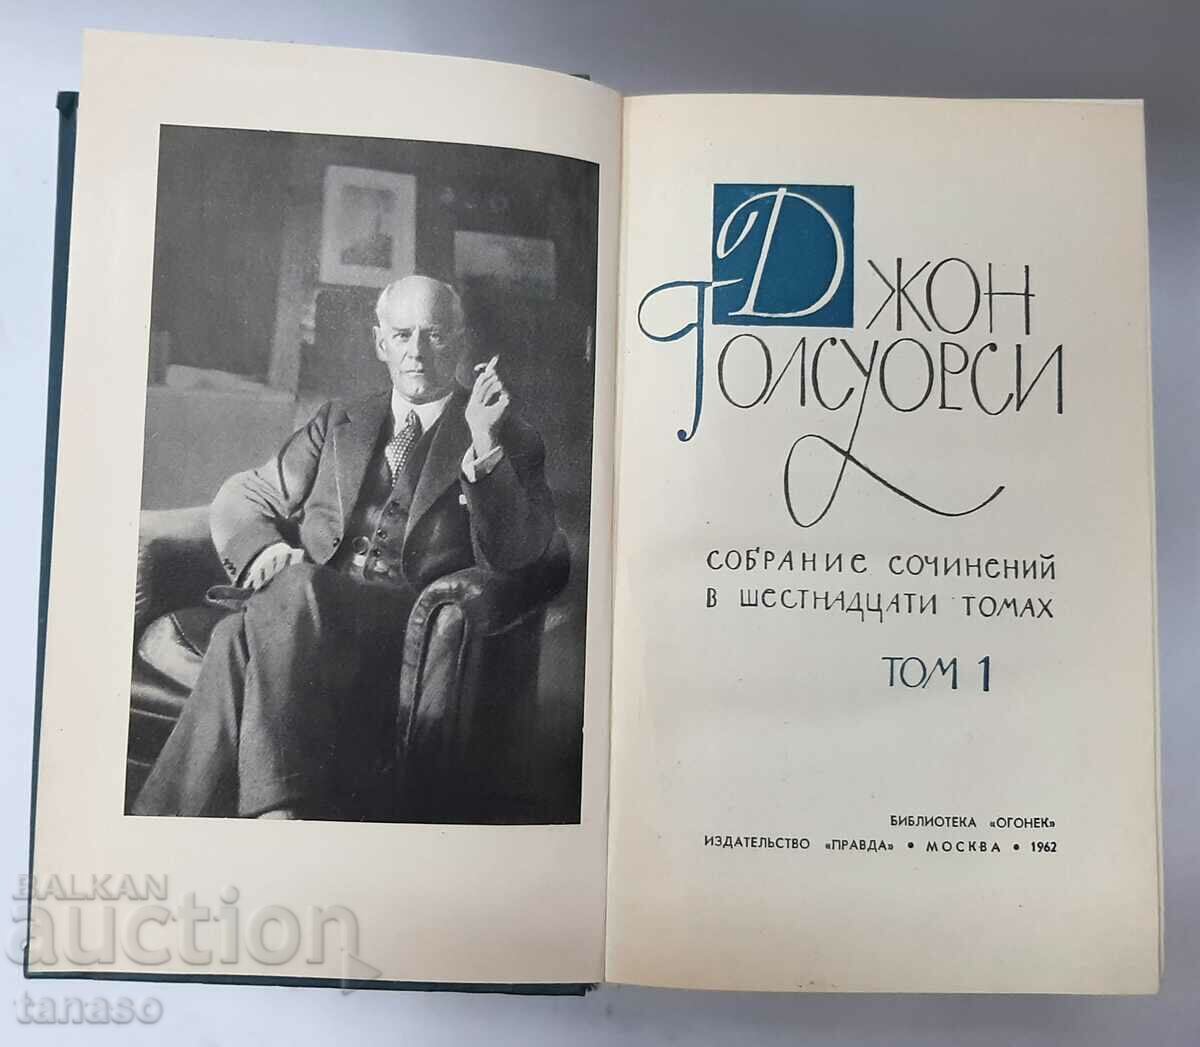 ДЖОН
ГОЛСУОРСИ
СОБРАНИЕ СОЧИНЕНИЙ
В ШЕСТНАДЦАТИ ТОМАХ
ТОМ 1
БИБЛИОТЕКА «ОГОНЕК»
ИЗДАТЕЛЬСТВО «ПРАВДА» • МОСКВА • 1962
BALKAN
auction
tanaso